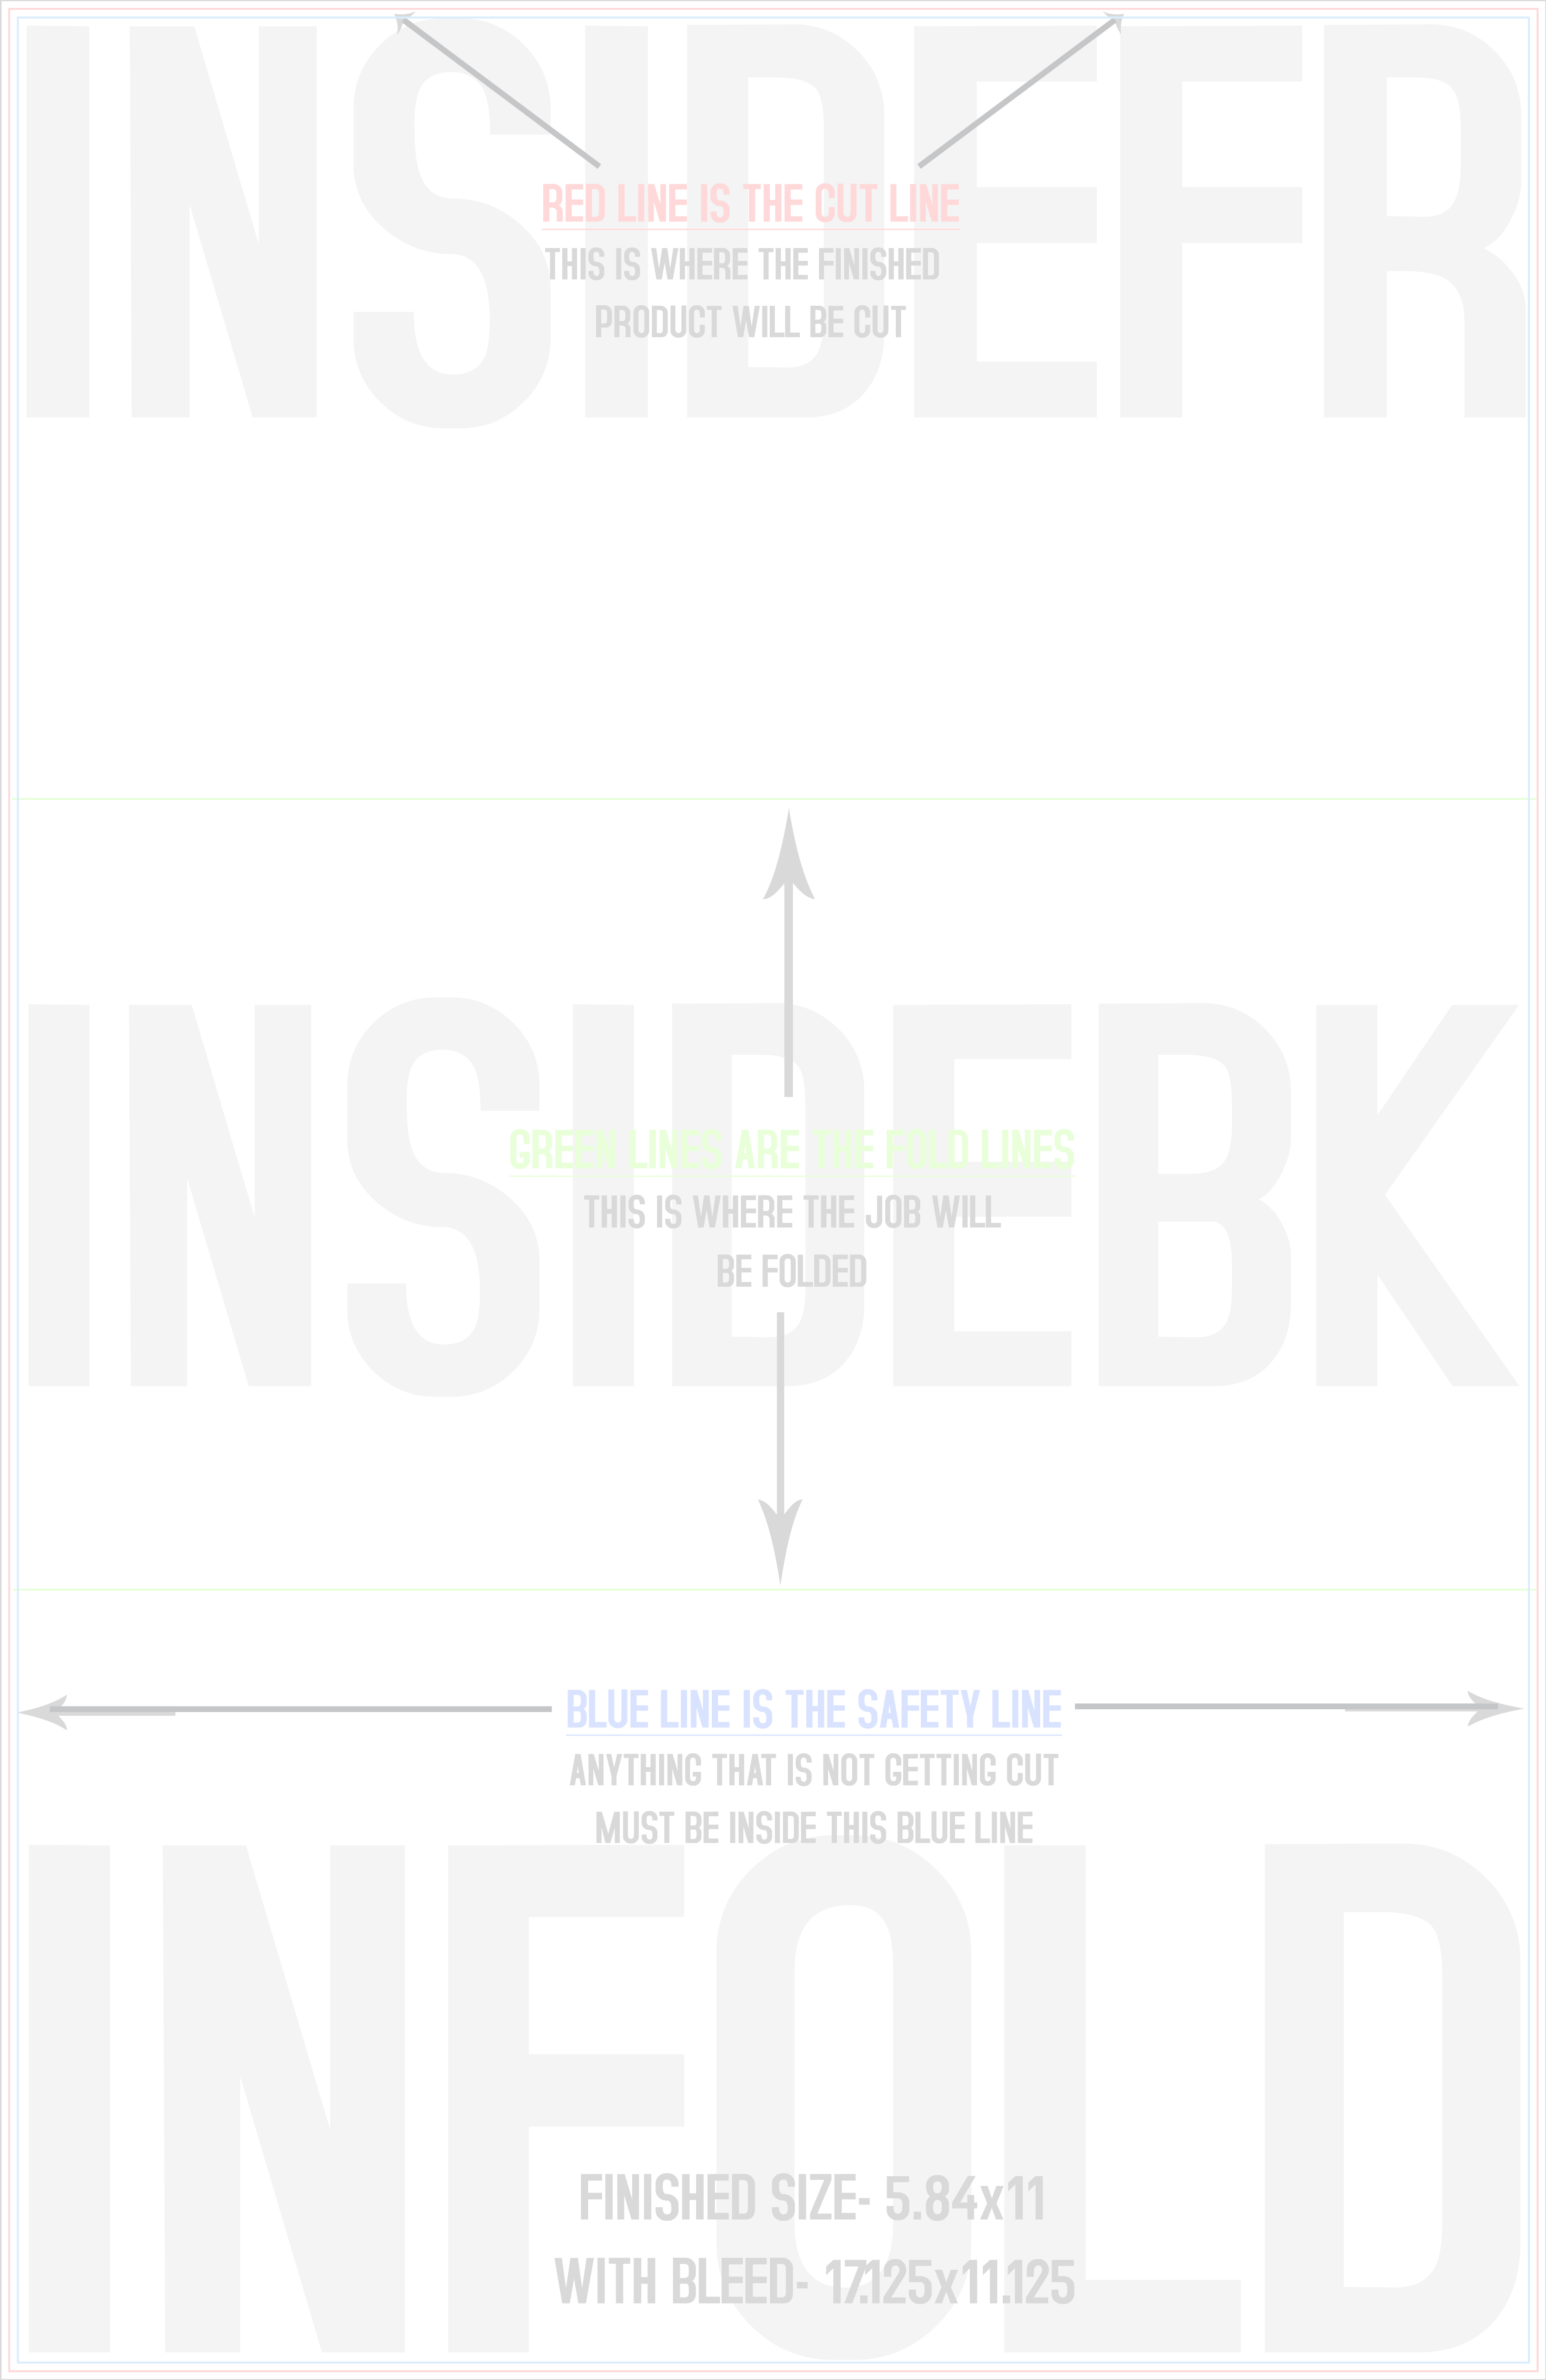 INSIDEFR
RED LINE IS THE CUT LINE
THIS IS WHERE THE FINISHED
PRODUCT WILL BE CUT
INSIDEBK
GREEN LINES ARE THE FOLD LINES
THIS IS WHERE THE JOB WILL
BE FOLDED
BLUE LINE IS THE SAFETY LINE
ANYTHING THAT IS NOT GETTING CUT
MUST BE INSIDE THIS BLUE LINE
INFOLD
FINISHED SIZE- 5.84x11
WITH BLEED- 17.125x11.125